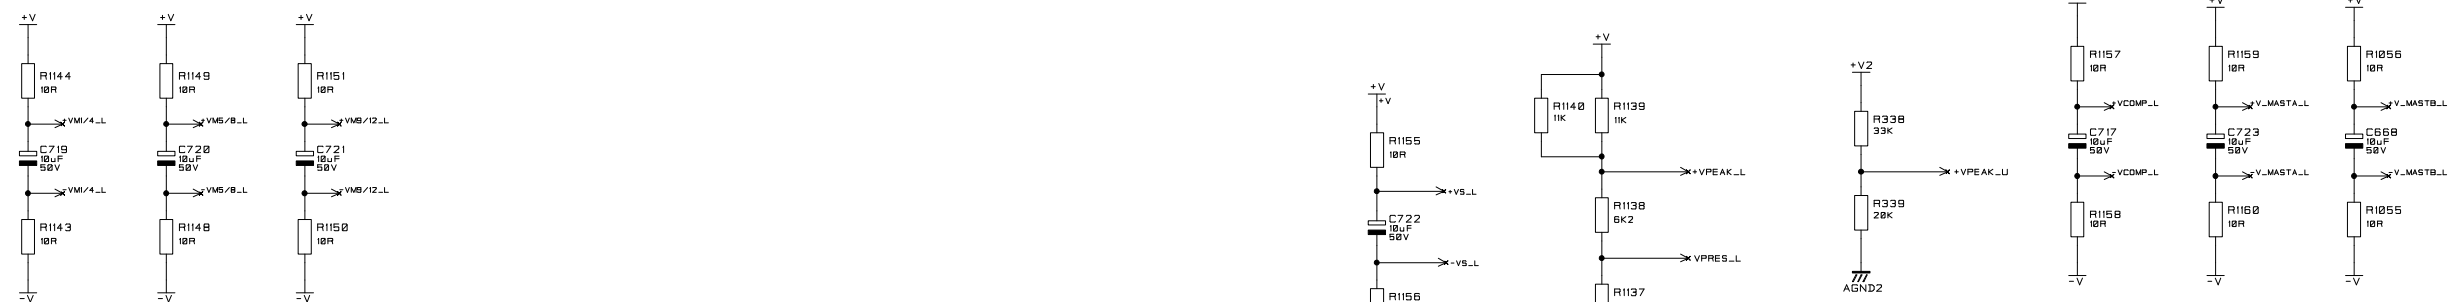 +V
R1144
10R
+VM1/4_L
C719
10uF
50V
-VM1/4_L
R1143
10R
-V
+V
R1149
10R
+VM5/8_L
C720
10uF
50V
-VM5/8_L
R1148
10R
-V
+V
R1151
10R
+VM9/12_L
C721
10uF
50V
-VM9/12_L
R1150
10R
-V
+V
+V
R1155
10R
+VS_L
C722
10uF
50V
-VS_L
R1156
+V
R1140
11K
R1139
11K
+VPEAK_L
R1138
6K2
VPRES_L
R1137
+V2
R338
33K
+VPEAK_U
R339
20K
AGND2
R1157
10R
+VCOMP_L
C717
10uF
50V
-VCOMP_L
R1158
10R
-V
+V
R1159
10R
+V_MASTA_L
C723
10uF
50V
-V_MASTA_L
R1160
10R
-V
+V
R1056
10R
+V_MASTB_L
C668
10uF
50V
-V_MASTB_L
R1055
10R
-V